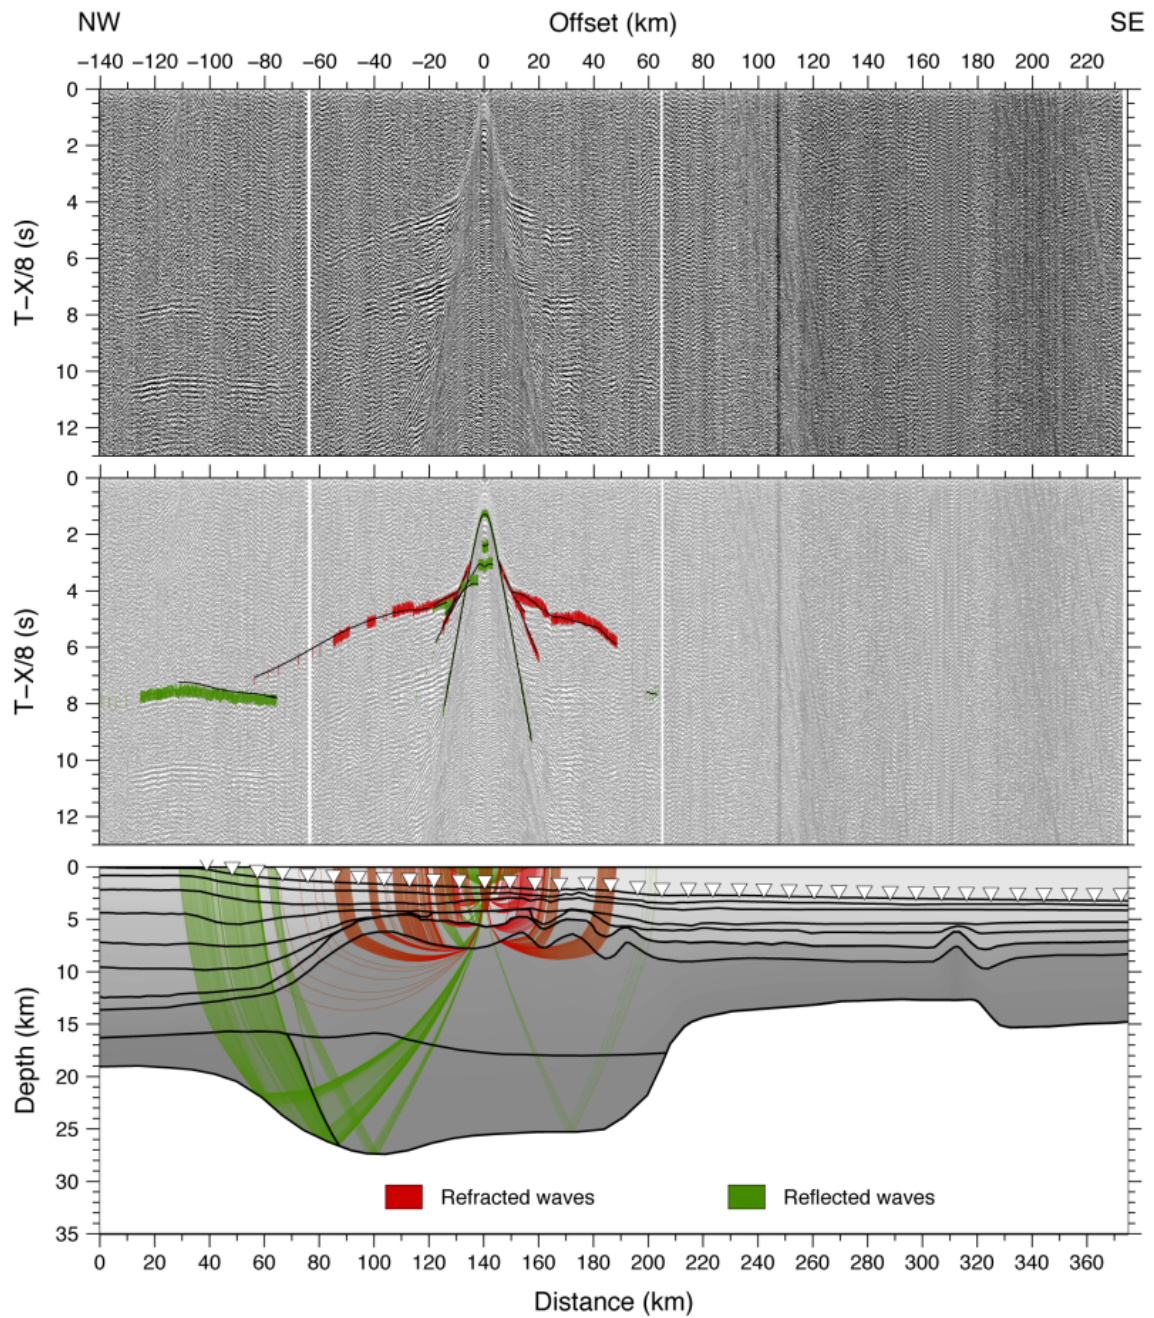 NW Offset (km) SE
−140 −120 −100 −80 −60 −40 −20 0 20 40 60 80 100 120 140 160 180 200 220
T−X/8 (s)
0
2
4
6
8
10
12
T−X/8 (s)
0
2
4
6
8
10
12
Depth (km)
0
5
10
15
20
25
30
35
Refracted waves Reflected waves
0 20 40 60 80 100 120 140 160 180 200 220 240 260 280 300 320 340 360
Distance (km)